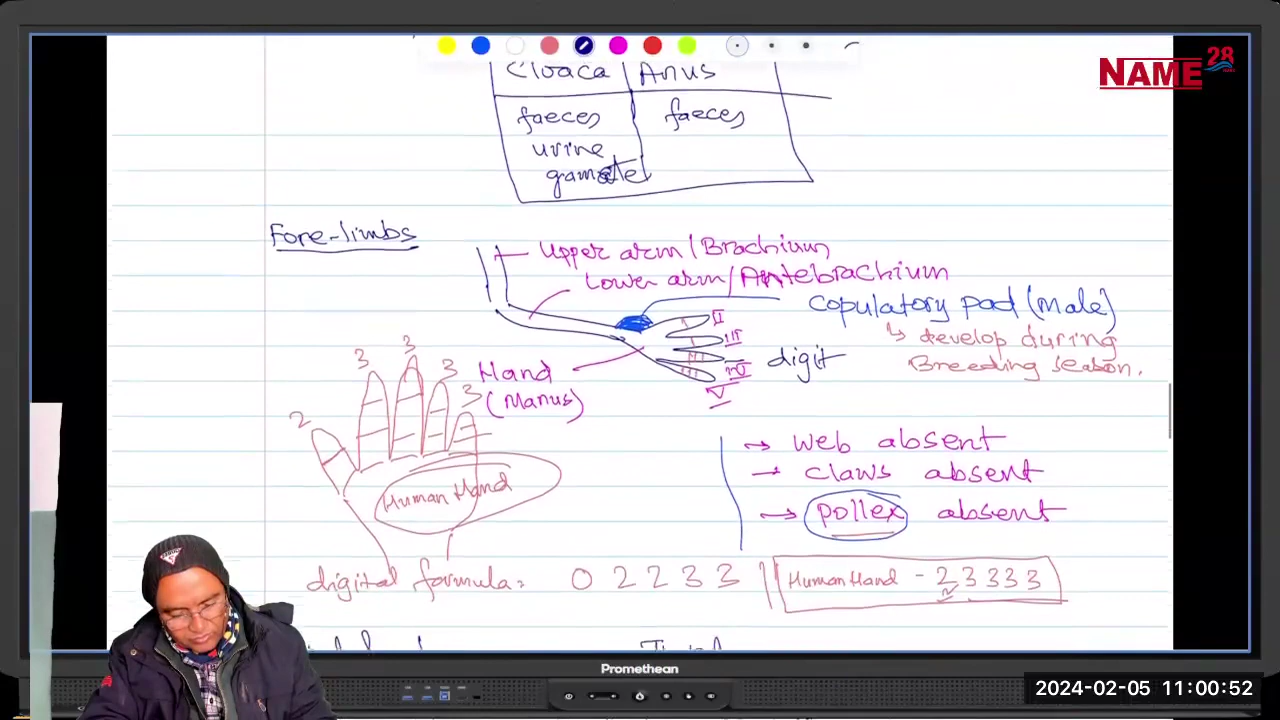 NAME 28
Cloaca | Anus
faeces faeces
urine
gamete
Fore-limbs
Upper arm/Brachium
Lower arm/Antebrachium
Copulatory pad (male)
↳ develop during
Breeding season.
II
III
IV
V
digit
Hand
(Manus)
2 3 3 3 3
Human Hand
→ web absent
→ claws absent
→ pollex absent
digital formula: 0 2 2 3 3
Human Hand - 2 3 3 3 3
Promethean
2024-02-05 11:00:52